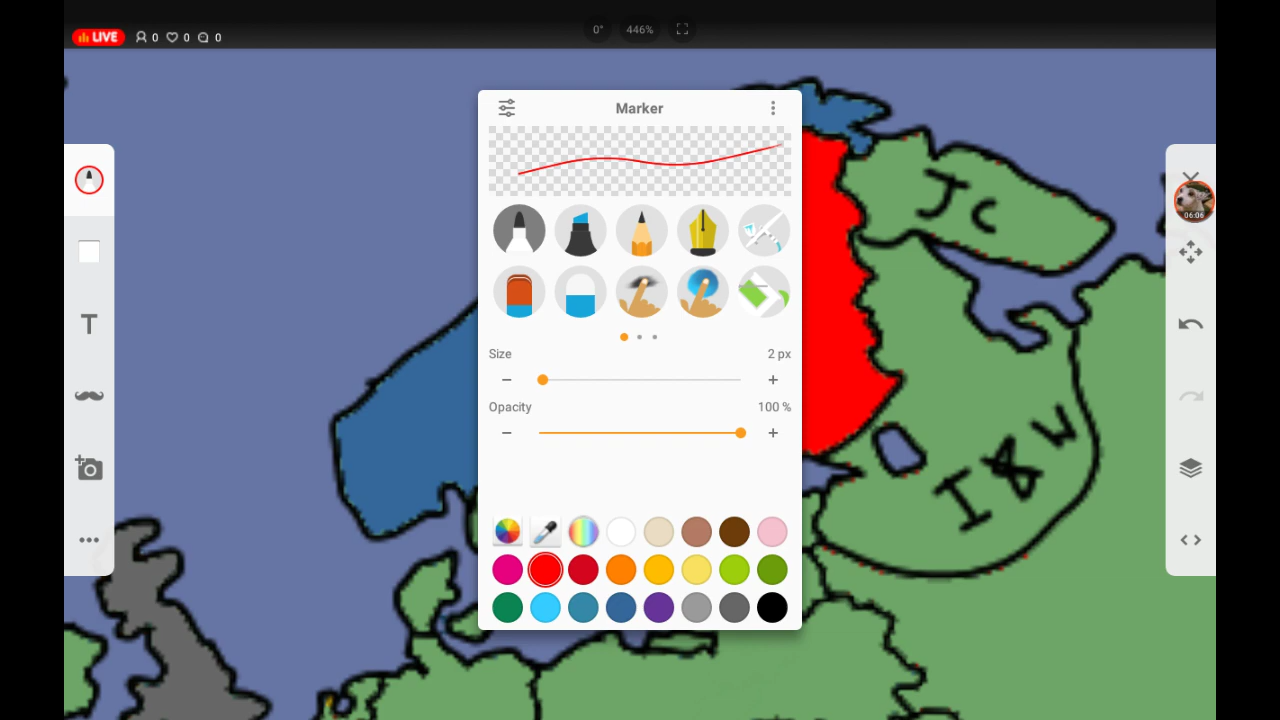 LIVE 0 0 0
0° 446%
Marker
JC
06:06
T
Size 2 px
Opacity 100 %
I&W